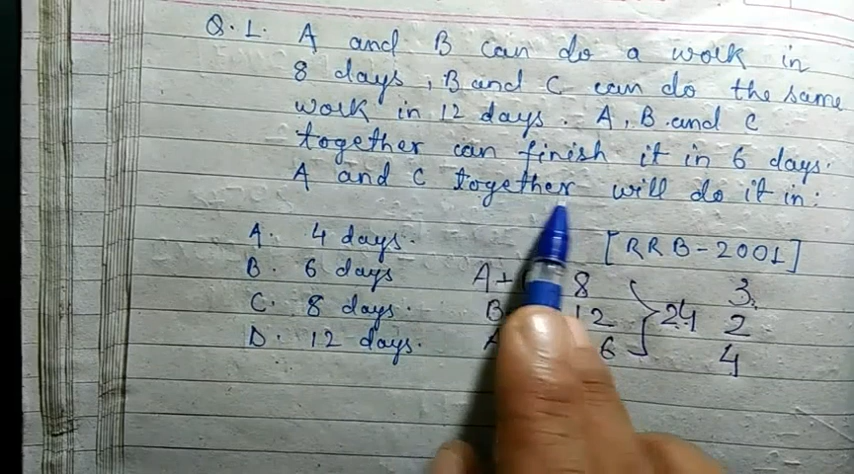 Q.1. A and B can do a work in
8 days, B and C can do the same
work in 12 days. A, B and C
together can finish it in 6 days.
A and C together will do it in:
A. 4 days.
B. 6 days
C. 8 days.
D. 12 days.
[RRB-2001]
A+ 8 3
B 12 24 2
6 4